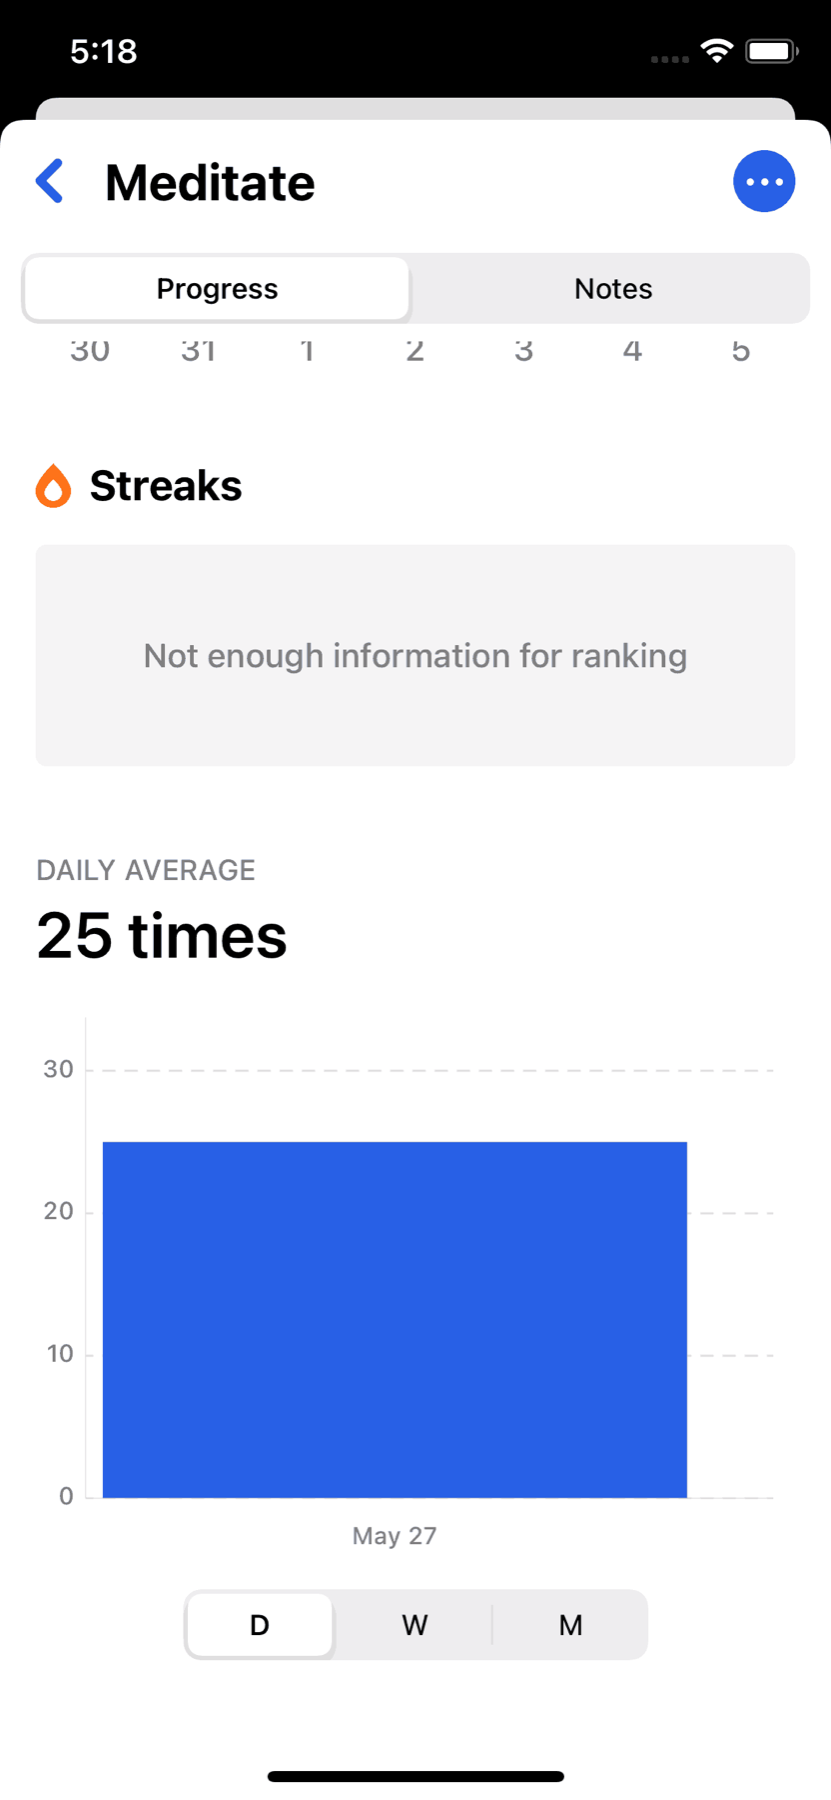 5:18
Meditate
Progress Notes
30 31 1 2 3 4 5
Streaks
Not enough information for ranking
DAILY AVERAGE
25 times
30
20
10
0
May 27
D W M